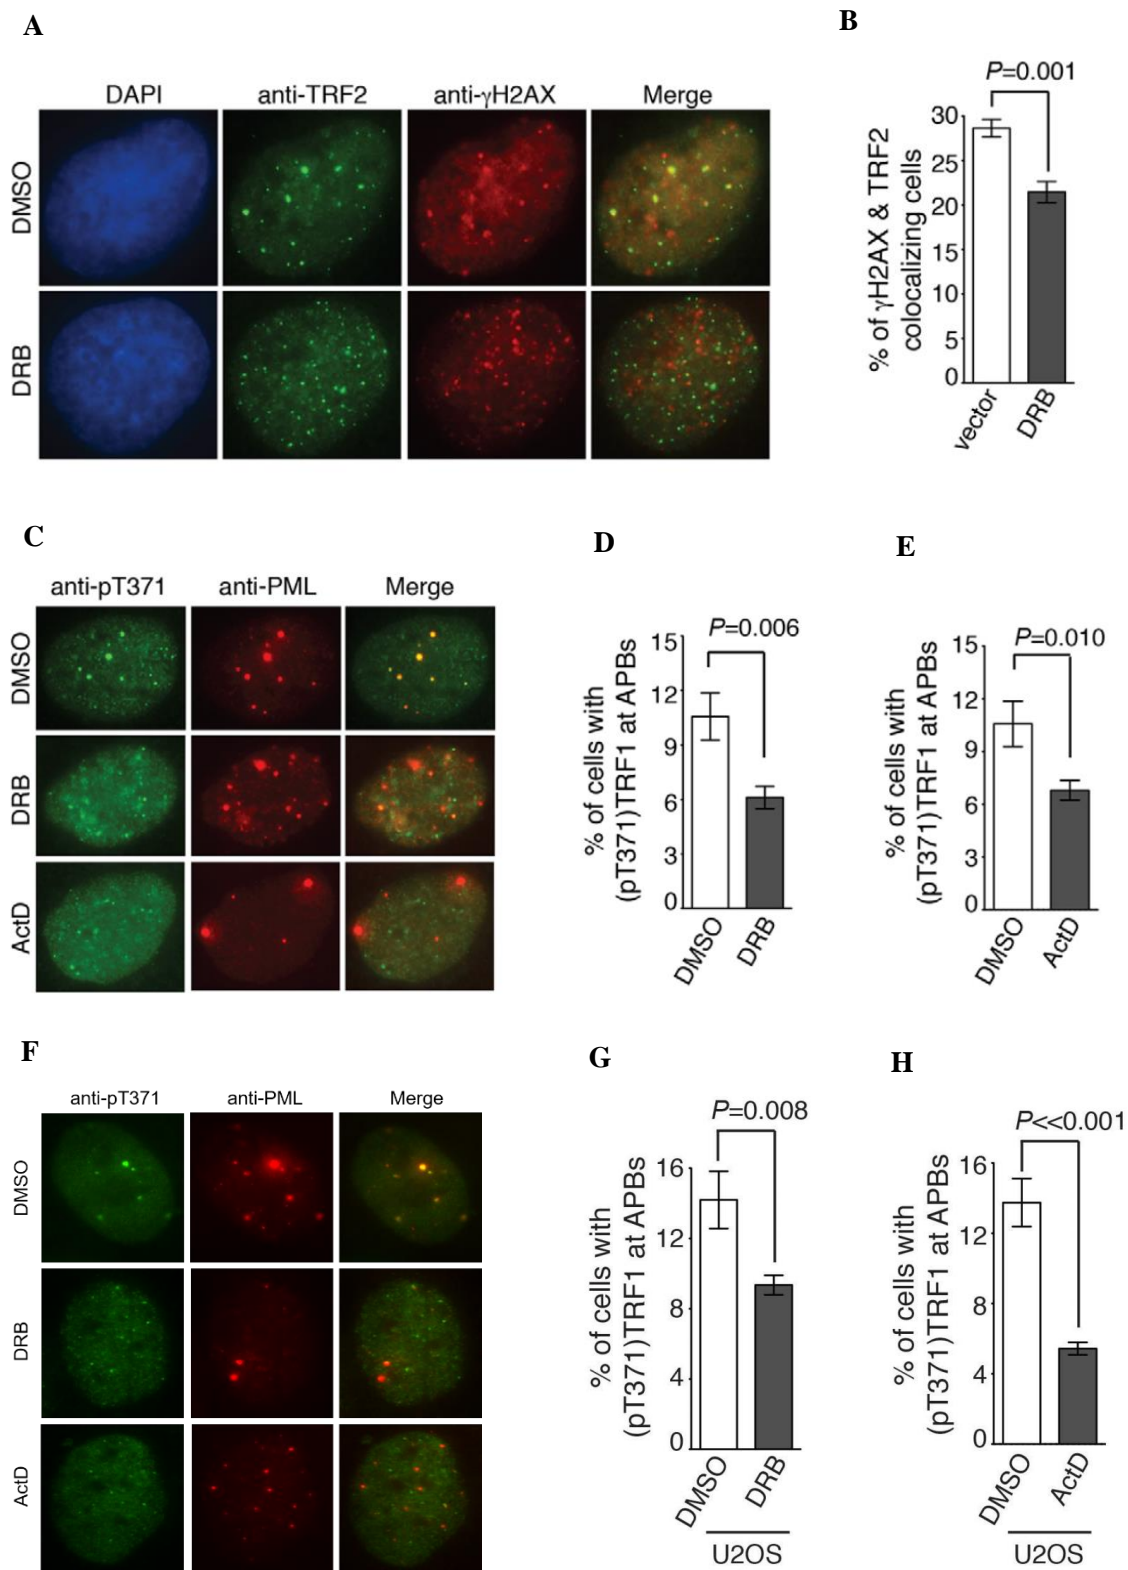 A
DAPI anti-TRF2 anti-γH2AX Merge
DMSO
DRB
B
P=0.001
% of γH2AX & TRF2
colocalizing cells
30
25
20
15
10
5
0
vector DRB
C
anti-pT371 anti-PML Merge
DMSO
DRB
ActD
D
P=0.006
% of cells with
(pT371)TRF1 at APBs
15
12
9
6
3
0
DMSO DRB
E
P=0.010
% of cells with
(pT371)TRF1 at APBs
15
12
9
6
3
0
DMSO ActD
F
anti-pT371 anti-PML Merge
DMSO
DRB
ActD
G
P=0.008
% of cells with
(pT371)TRF1 at APBs
16
12
8
4
0
DMSO DRB
U2OS
H
P<<0.001
% of cells with
(pT371)TRF1 at APBs
16
12
8
4
0
DMSO ActD
U2OS